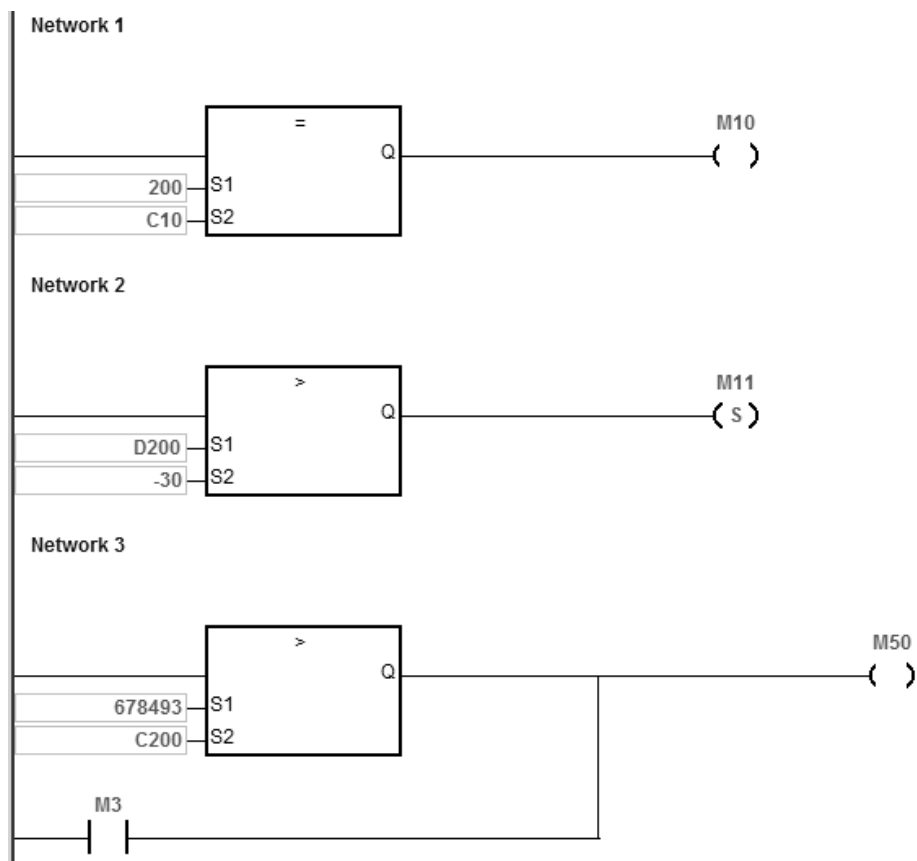 Network 1
=
M10
Q
( )
200 S1
C10 S2
Network 2
>
M11
Q
( S )
D200 S1
-30 S2
Network 3
>
M50
Q
( )
678493 S1
C200 S2
M3